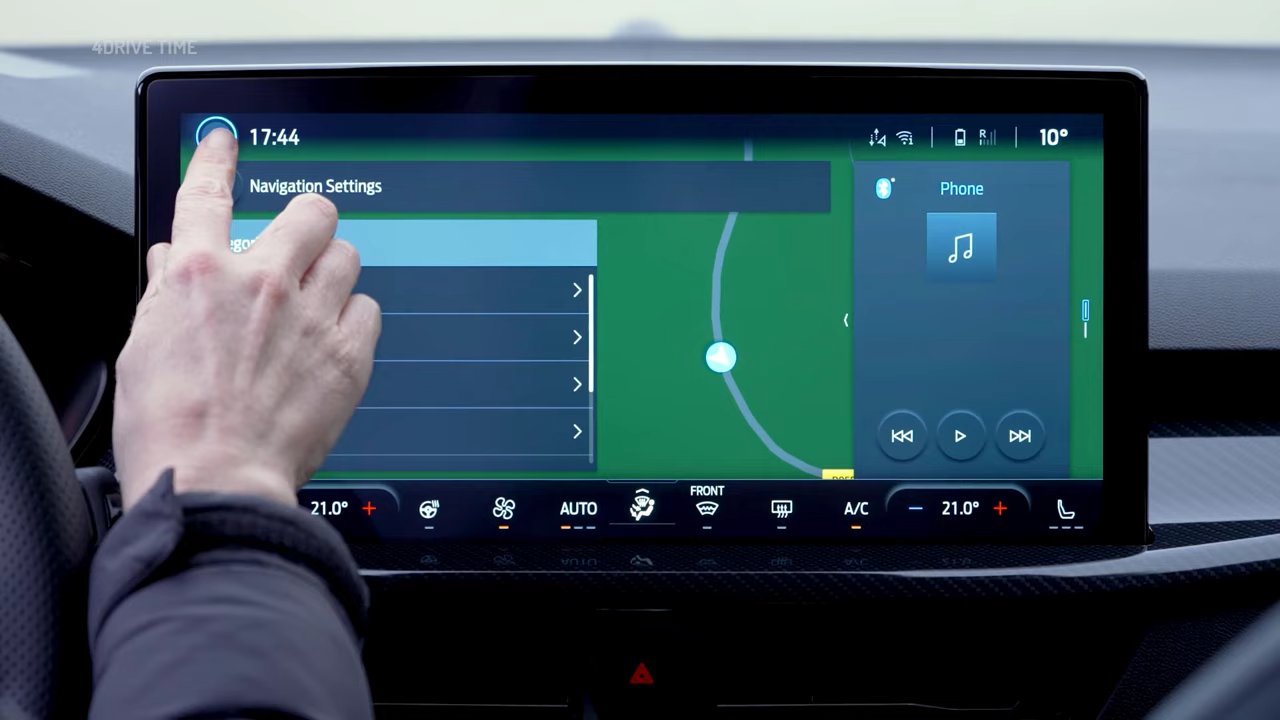 4DRIVE TIME
17:44
R
10°
Navigation Settings
Phone
21.0°
AUTO
FRONT
A/C
21.0°